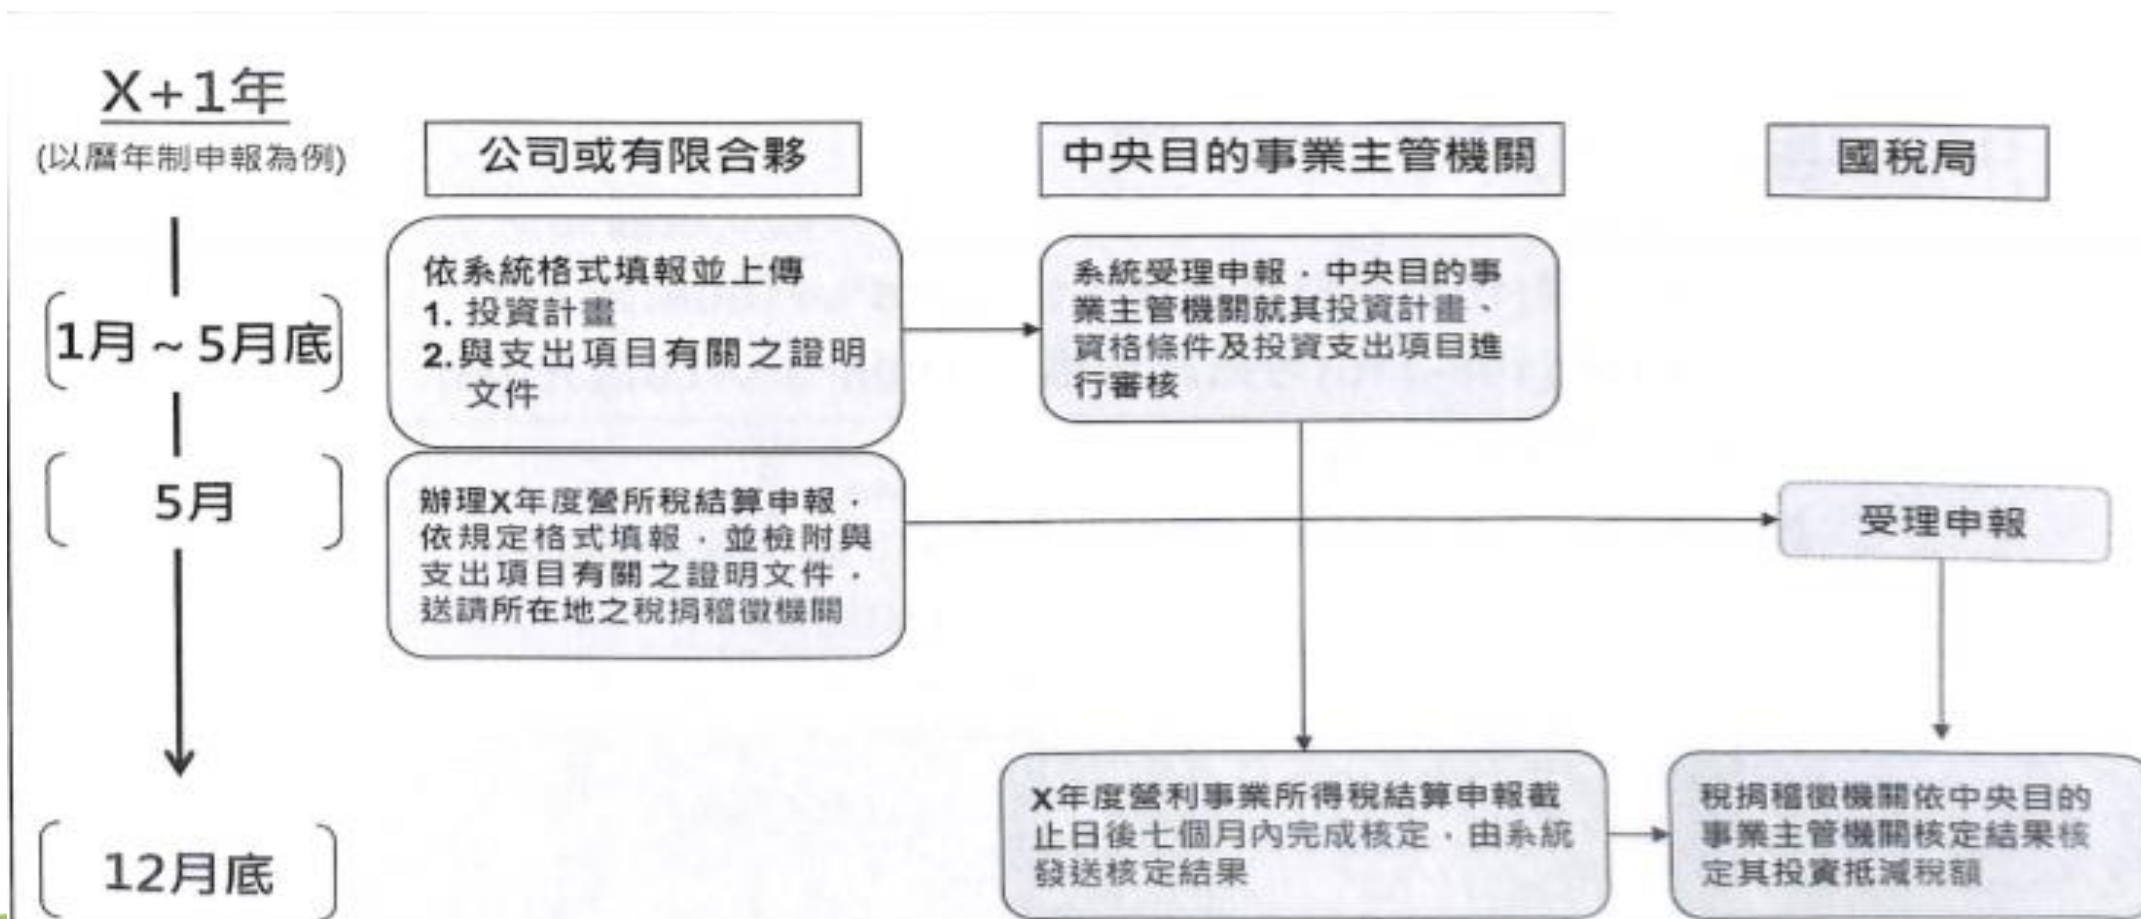 X+1年
(以曆年制申報為例)
公司或有限合夥
中央目的事業主管機關
國稅局
1月~5月底
依系統格式填報並上傳
1. 投資計畫
2. 與支出項目有關之證明
文件
系統受理申報，中央目的事
業主管機關就其投資計畫、
資格條件及投資支出項目進
行審核
5月
辦理X年度營所稅結算申報，
依規定格式填報，並檢附與
支出項目有關之證明文件，
送請所在地之稅捐稽徵機關
受理申報
12月底
X年度營利事業所得稅結算申報截
止日後七個月內完成核定，由系統
發送核定結果
稅捐稽徵機關依中央目的
事業主管機關核定結果核
定其投資抵減稅額